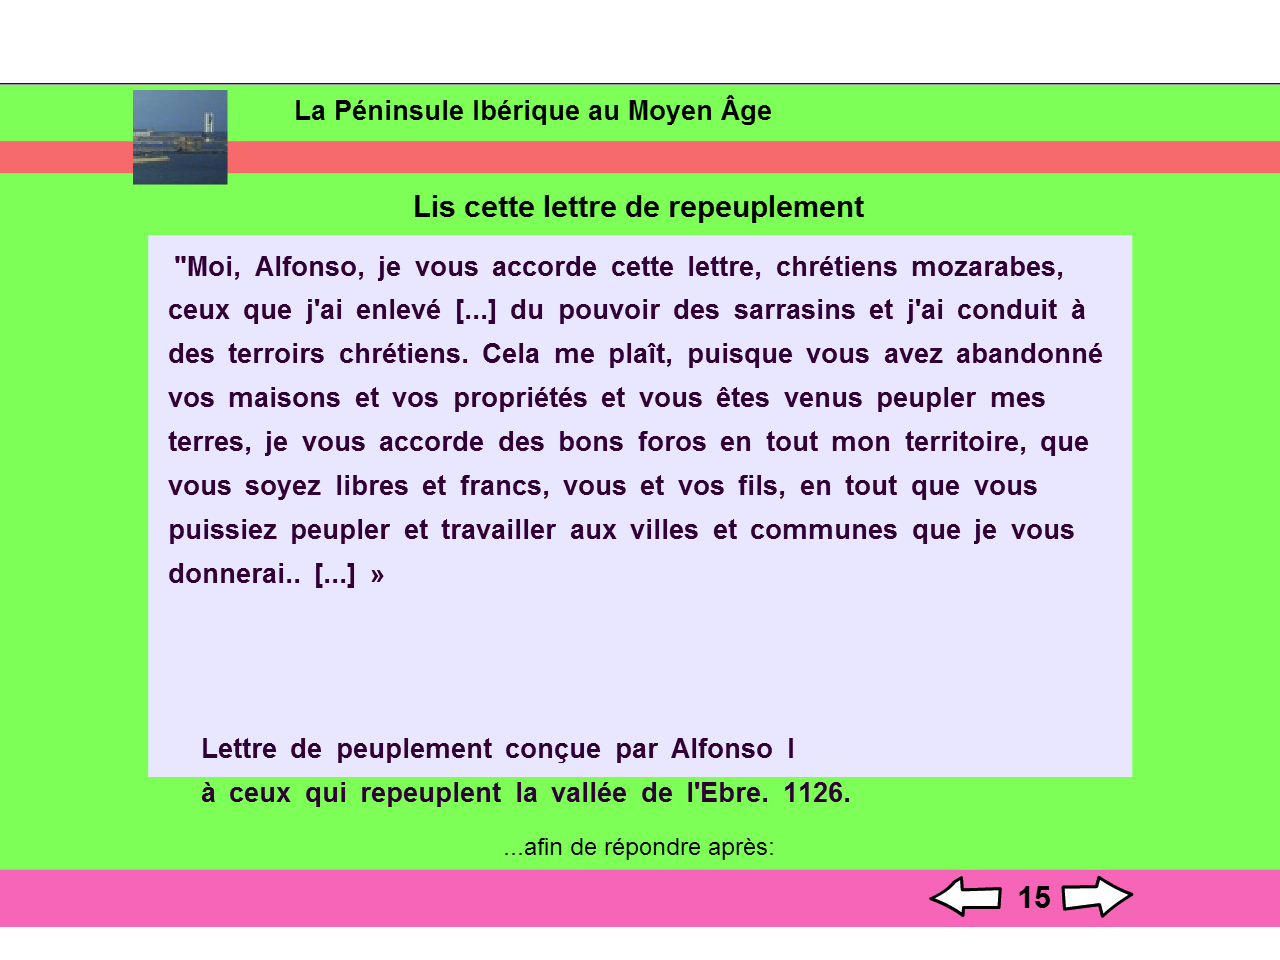 La Péninsule Ibérique au Moyen Âge
Lis cette lettre de repeuplement
"Moi, Alfonso, je vous accorde cette lettre, chrétiens mozarabes,
ceux que j'ai enlevé [...] du pouvoir des sarrasins et j'ai conduit à
des terroirs chrétiens. Cela me plaît, puisque vous avez abandonné
vos maisons et vos propriétés et vous êtes venus peupler mes
terres, je vous accorde des bons foros en tout mon territoire, que
vous soyez libres et francs, vous et vos fils, en tout que vous
puissiez peupler et travailler aux villes et communes que je vous
donnerai.. [...] »
Lettre de peuplement conçue par Alfonso I
à ceux qui repeuplent la vallée de l'Ebre. 1126.
...afin de répondre après:
15